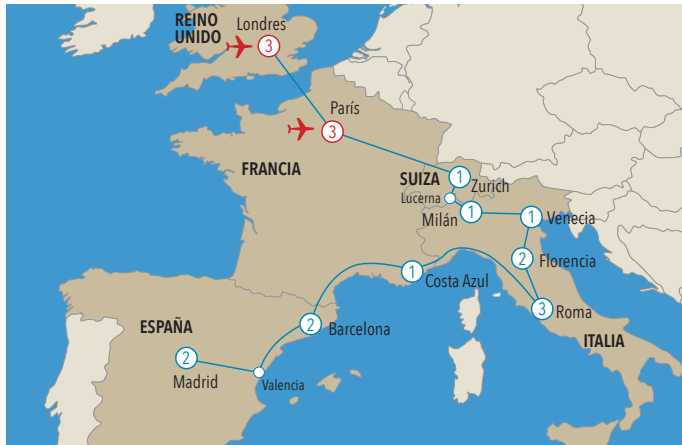 REINO
UNIDO
Londres
3
París
3
FRANCIA
SUIZA
1
Zurich
Lucerna
Milán
1
1
Venecia
2
Florencia
1
Costa Azul
3
Roma
ESPAÑA
2
Barcelona
ITALIA
2
Madrid
Valencia